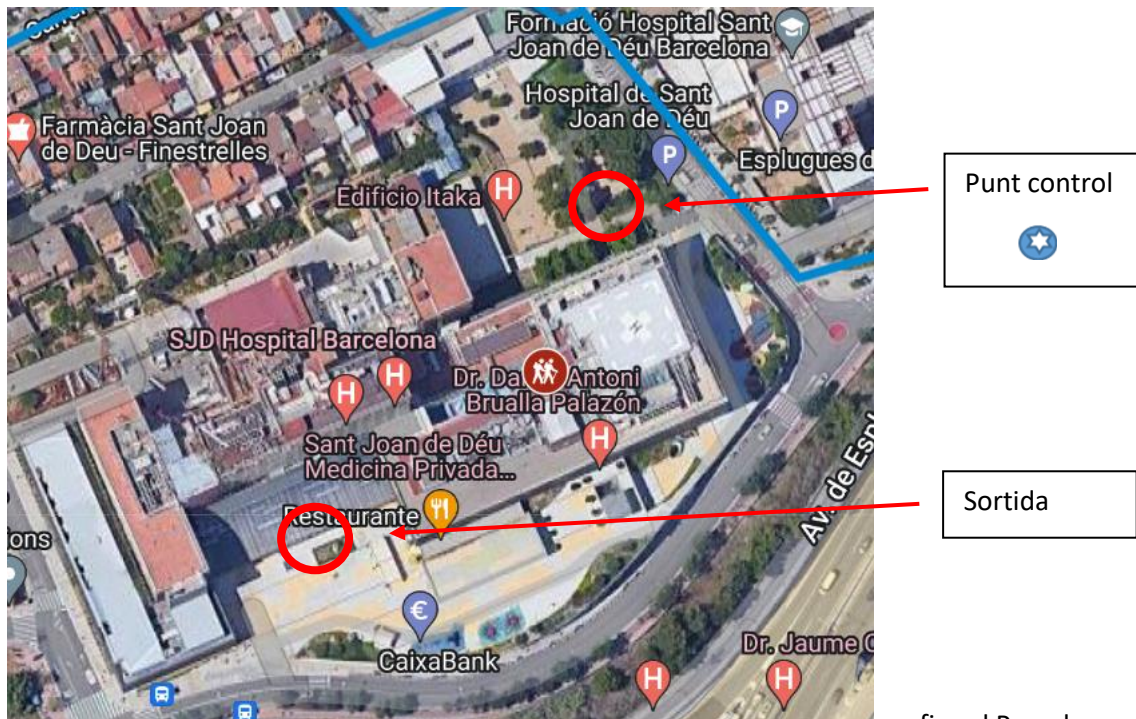 Formació Hospital Sant
Joan de Déu Barcelona
Hospital de Sant
Joan de Déu
P
P
Farmàcia Sant Joan
de Deu - Finestrelles
Esplugues d
Punt control
Edificio Itaka
H
SJD Hospital Barcelona
H
H
Dr. Da Antoni
Brualla Palazón
H
H
Sant Joan de Déu
Medicina Privada...
Av. de Espl
Restaurante
Sortida
ons
€
CaixaBank
Dr. Jaume
H
H